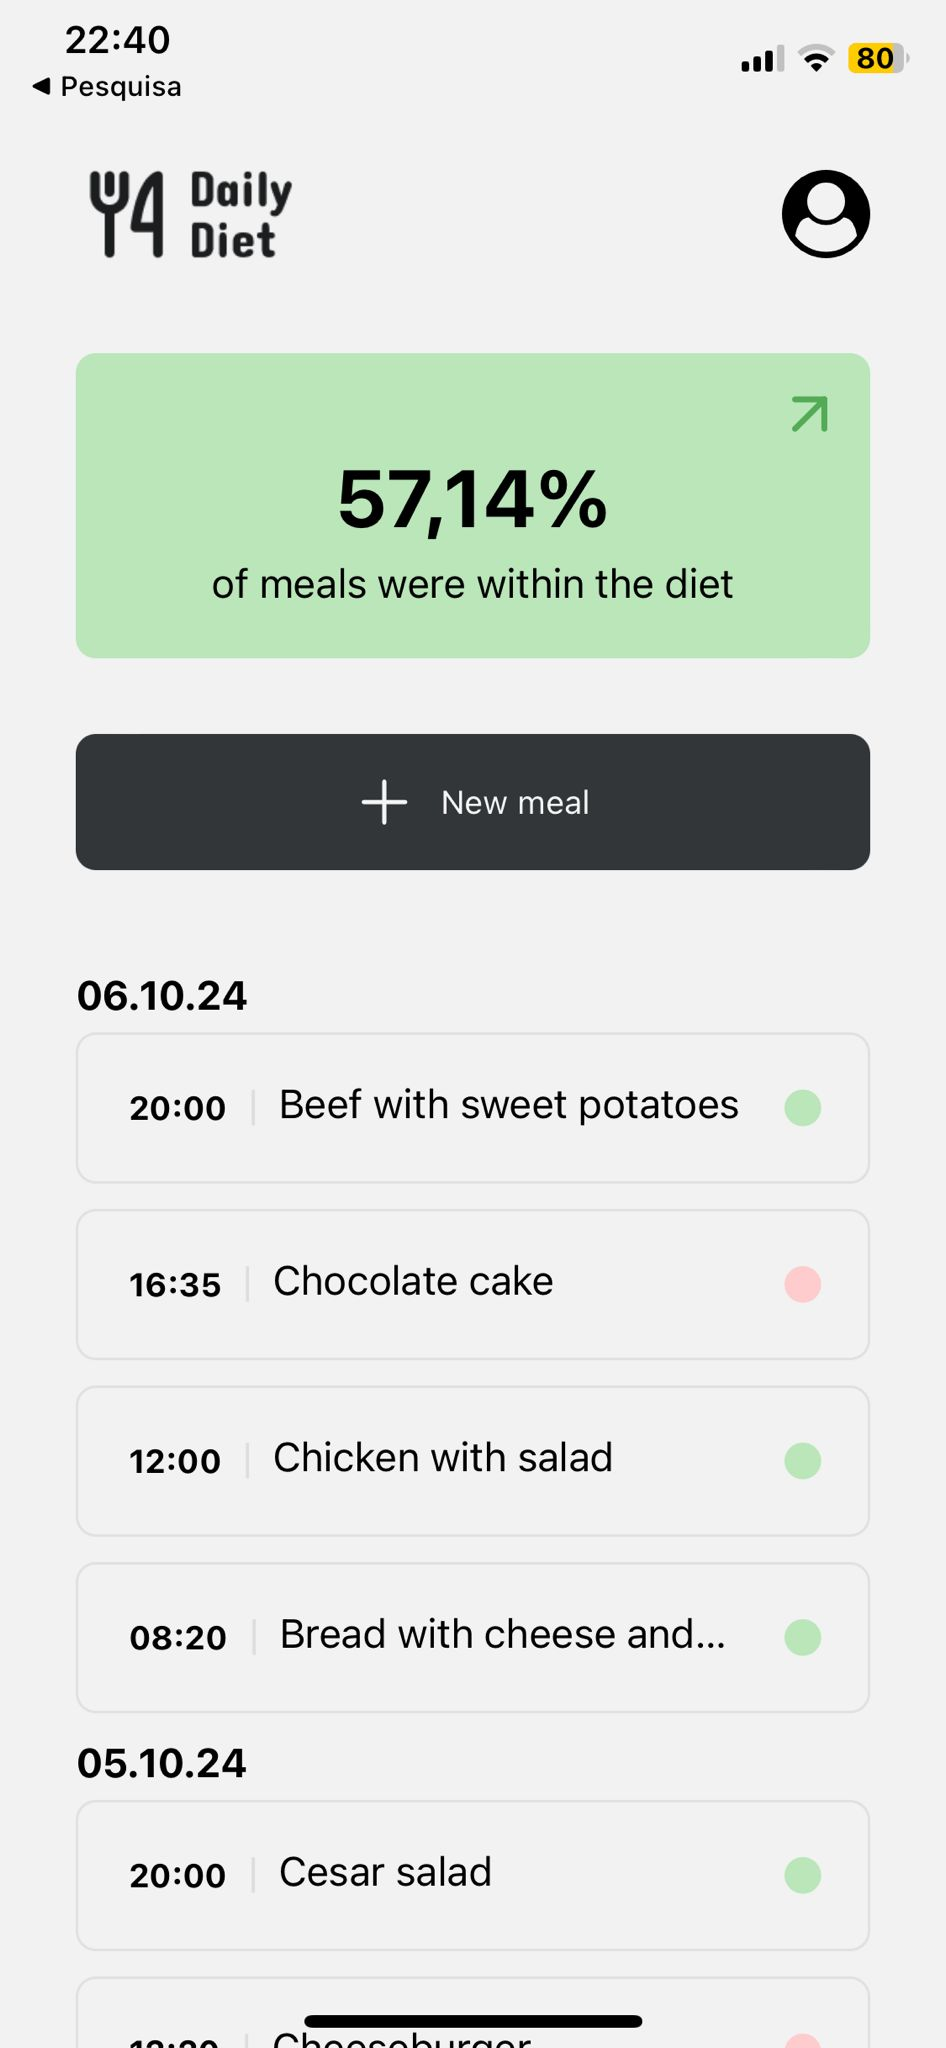 22:40
◀ Pesquisa
80
Daily
Diet
57,14%
of meals were within the diet
New meal
06.10.24
20:00 Beef with sweet potatoes
16:35 Chocolate cake
12:00 Chicken with salad
08:20 Bread with cheese and...
05.10.24
20:00 Cesar salad
Cheeseburger